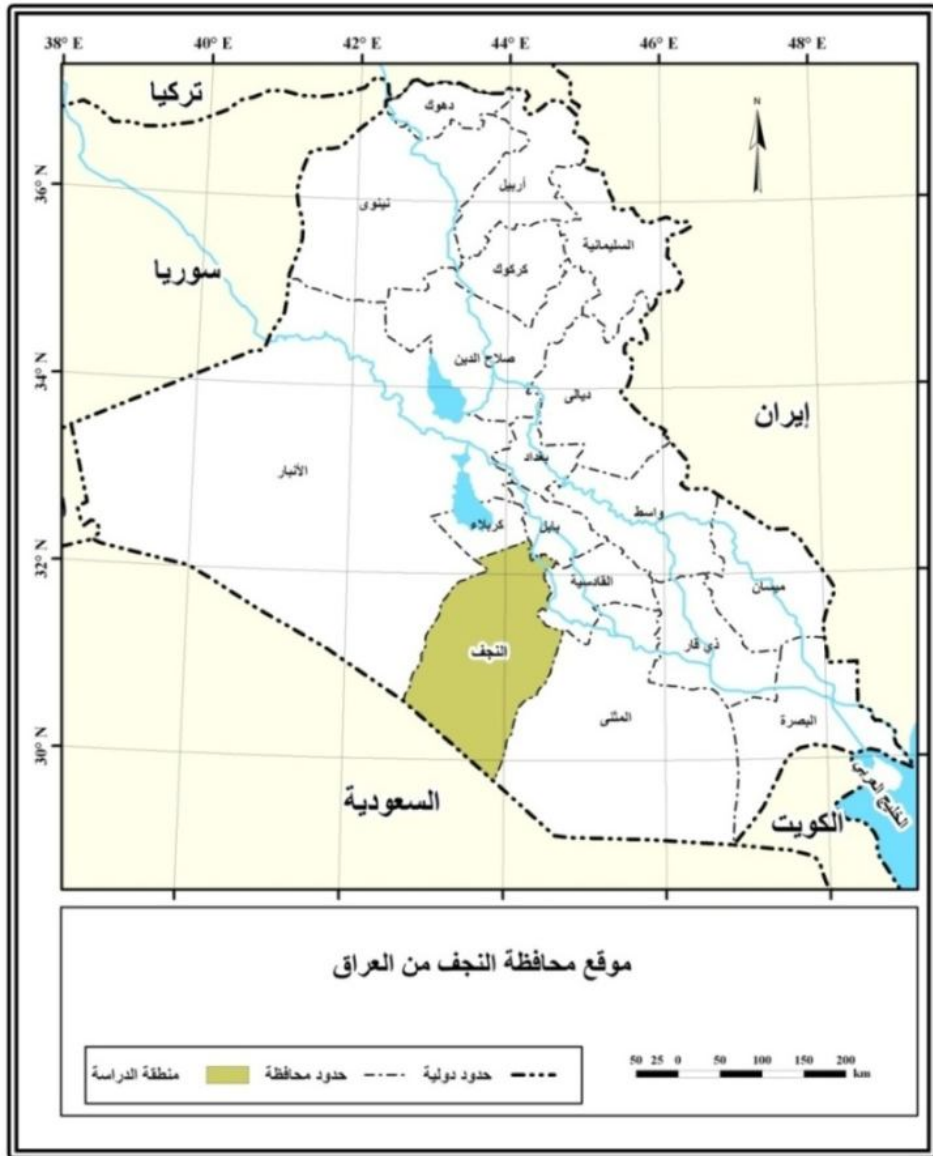 38° E 40° E 42° E 44° E 46° E 48° E
N
تركيا
دهوك
36° N
أربيل
نينوى
السليمانية
كركوك
سوريا
صلاح الدين
34° N
ديالى
إيران
بغداد
الأنبار
واسط
كربلاء
بابل
32° N
القادسية
ميسان
النجف
ذي قار
المثنى
البصرة
30° N
الخليج العربي
السعودية
الكويت
موقع محافظة النجف من العراق
حدود دولية حدود محافظة منطقة الدراسة
50 25 0 50 100 150 200
km